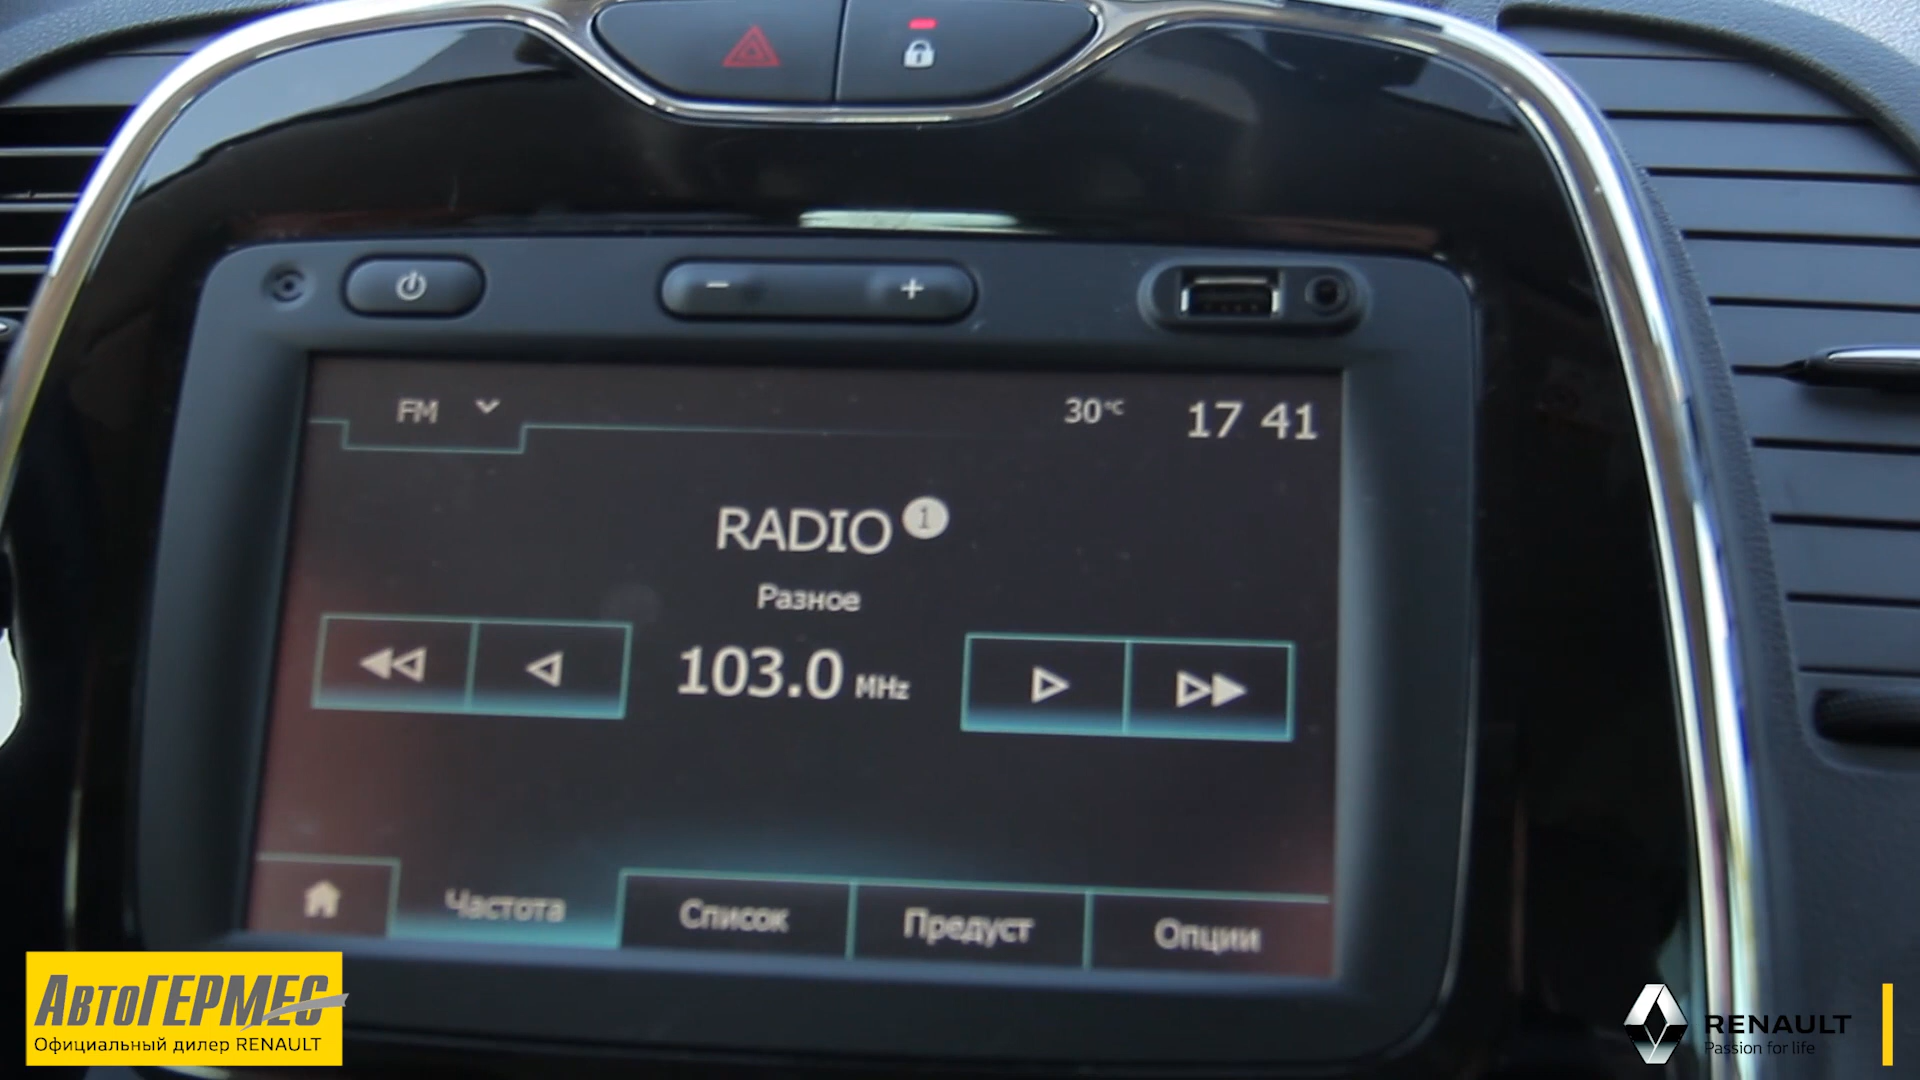 FM
30°C
17 41
RADIO 1
Разное
103.0 MHz
Частота
Список
Предуст
Опции
АвтоГЕРМЕС
Официальный дилер RENAULT
RENAULT
Passion for life